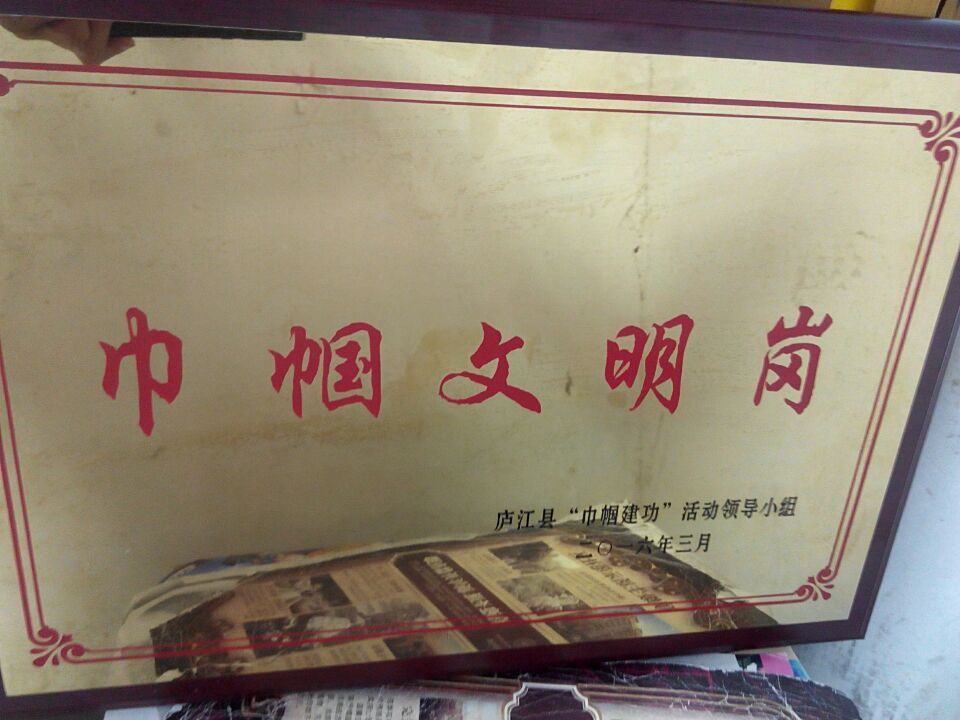 巾帼文明岗
庐江县“巾帼建功”活动领导小组
二〇一六年三月